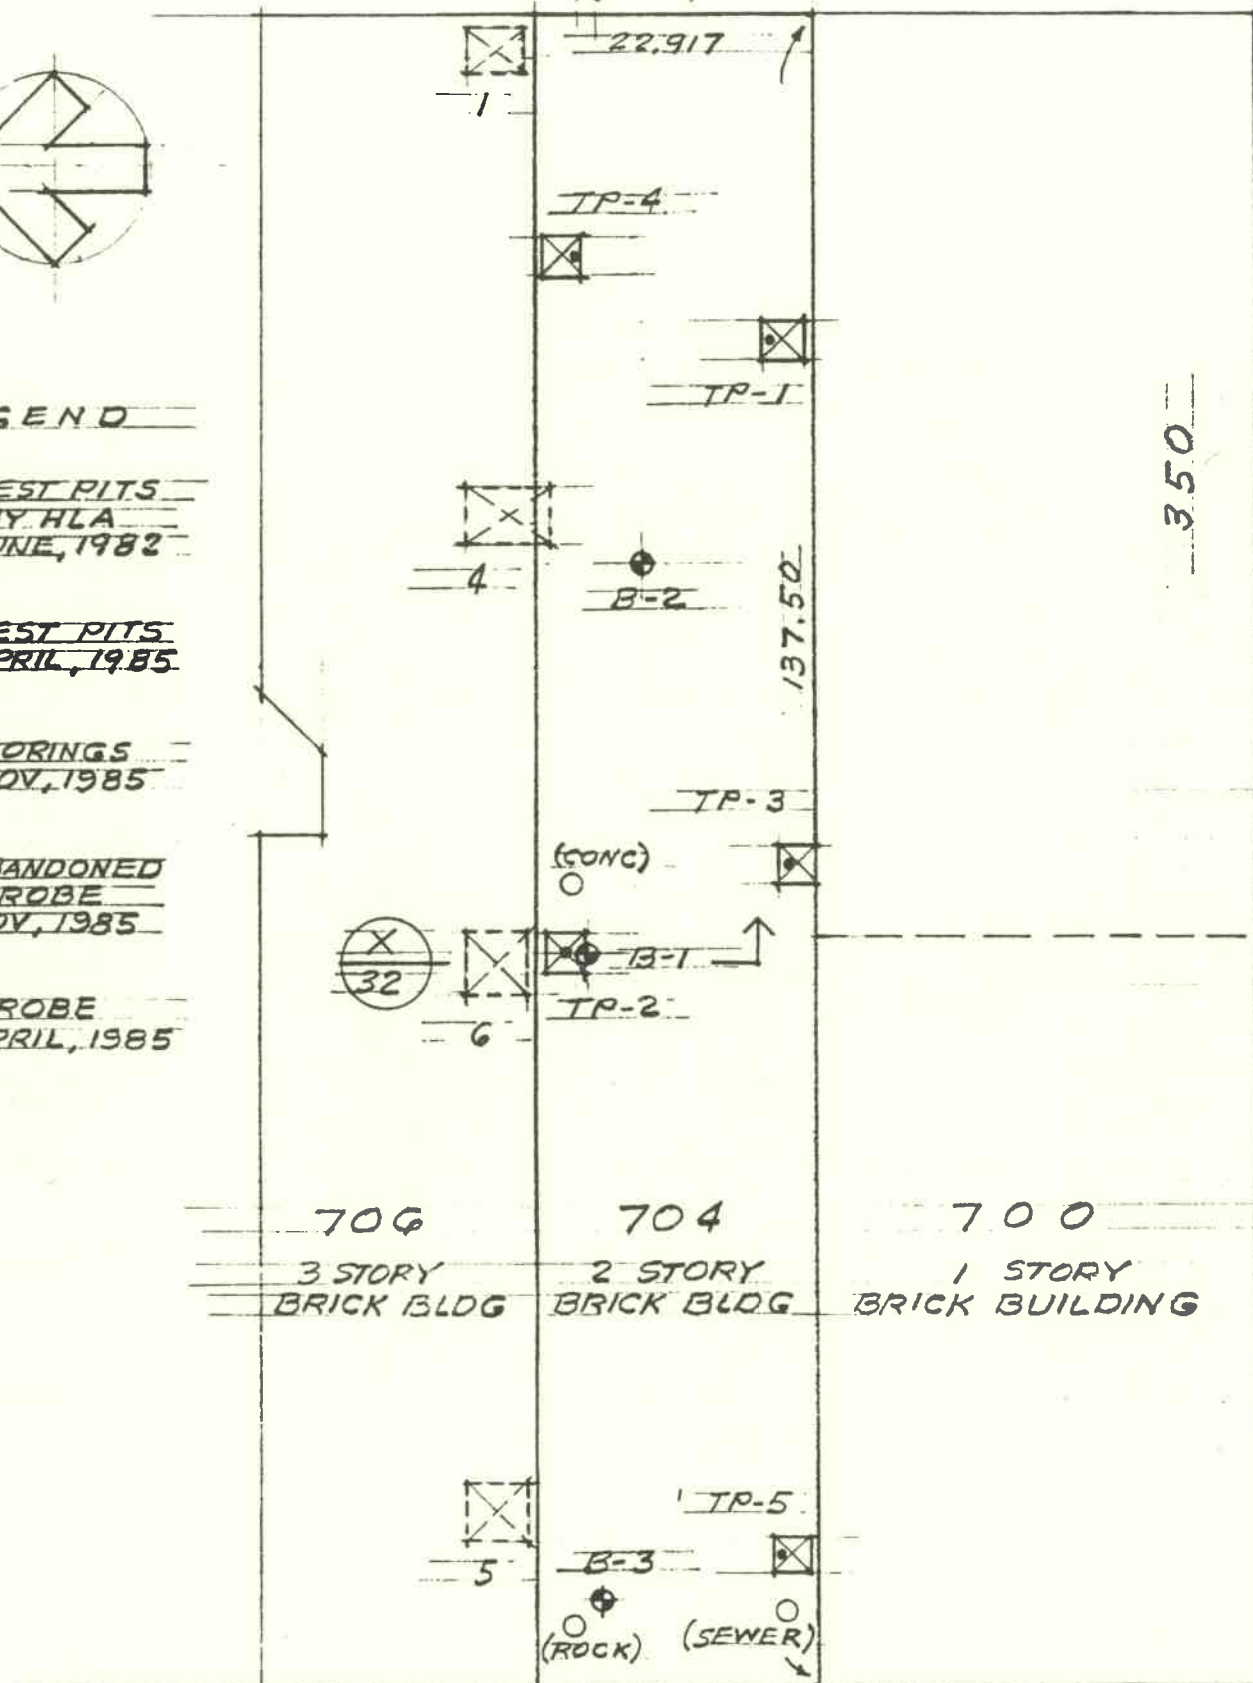 22.917
1
TP-4
TP-1
GEND
EST PITS
Y HLA
UNE, 1982
350
4
B-2
137.50
EST PITS
PRIL, 1985
ORINGS
OV, 1985
TP-3
(CONC)
ANDONED
ROBE
OV, 1985
X
32
B-1
TP-2
6
ROBE
PRIL, 1985
706
704
700
3 STORY
BRICK BLDG
2 STORY
BRICK BLDG
1 STORY
BRICK BUILDING
TP-5
5
B-3
(ROCK)
(SEWER)